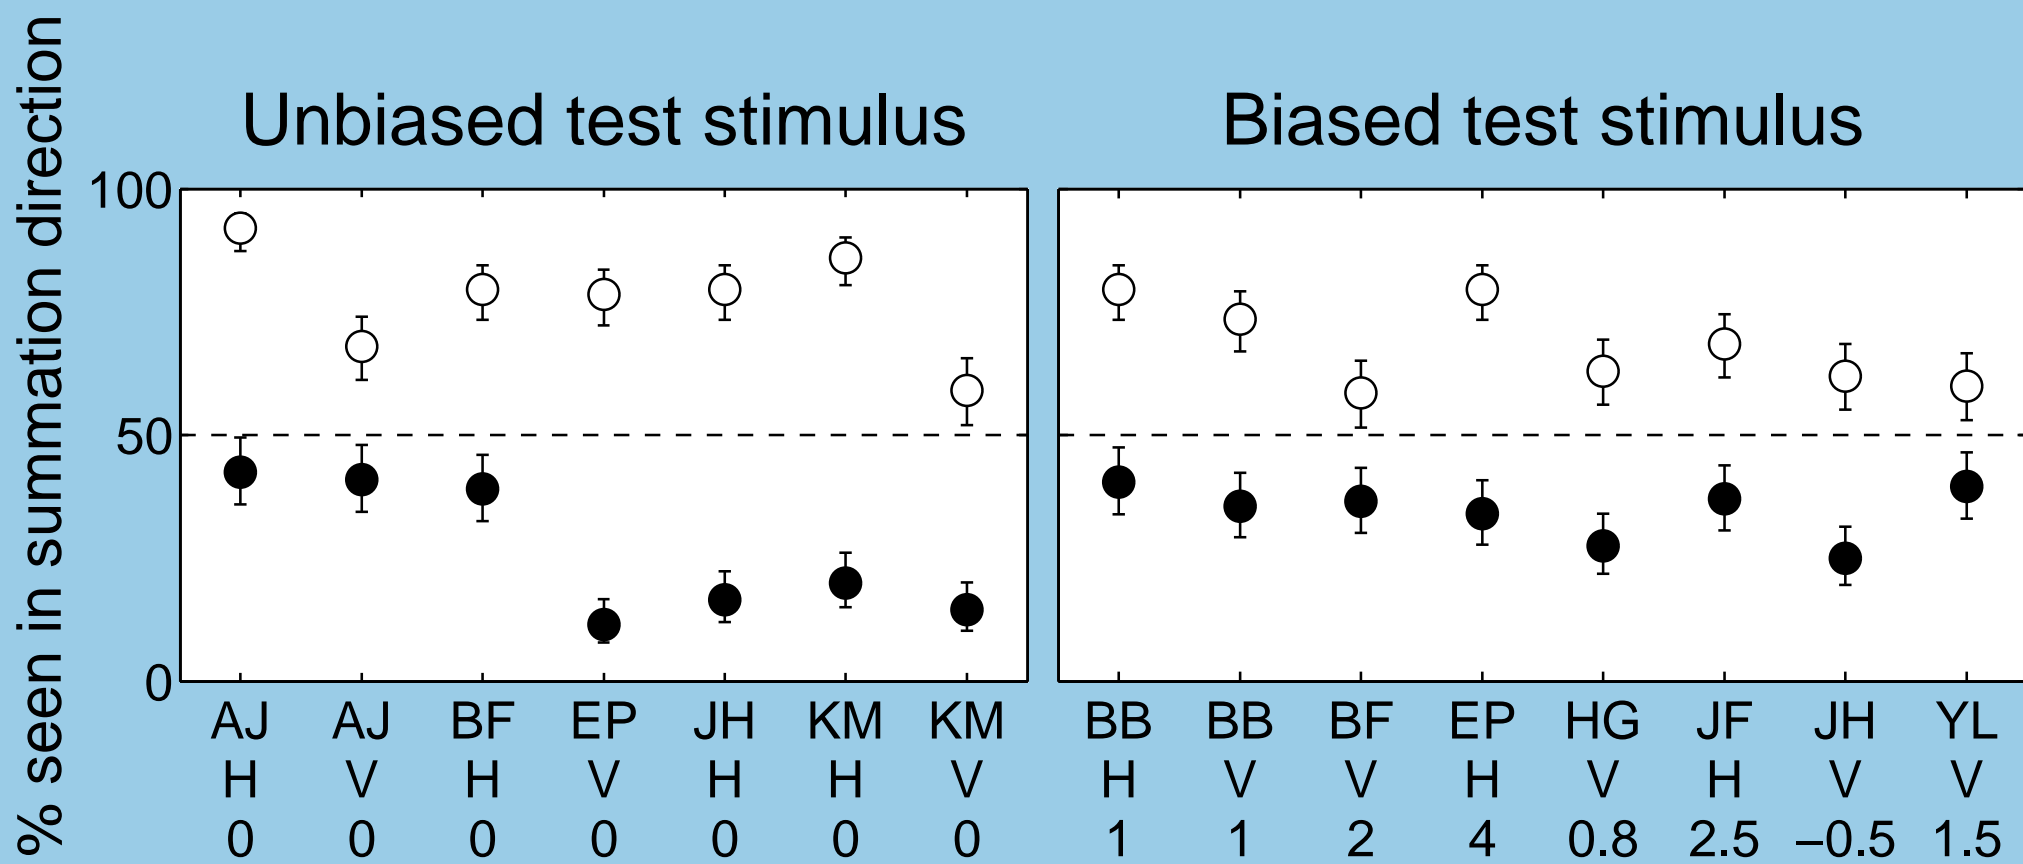 % seen in summation direction
Unbiased test stimulus
Biased test stimulus
100
50
0
AJ AJ BF EP JH KM KM BB BB BF EP HG JF JH YL
H V H V H H V H V V H V H V V
0 0 0 0 0 0 0 1 1 2 4 0.8 2.5 –0.5 1.5